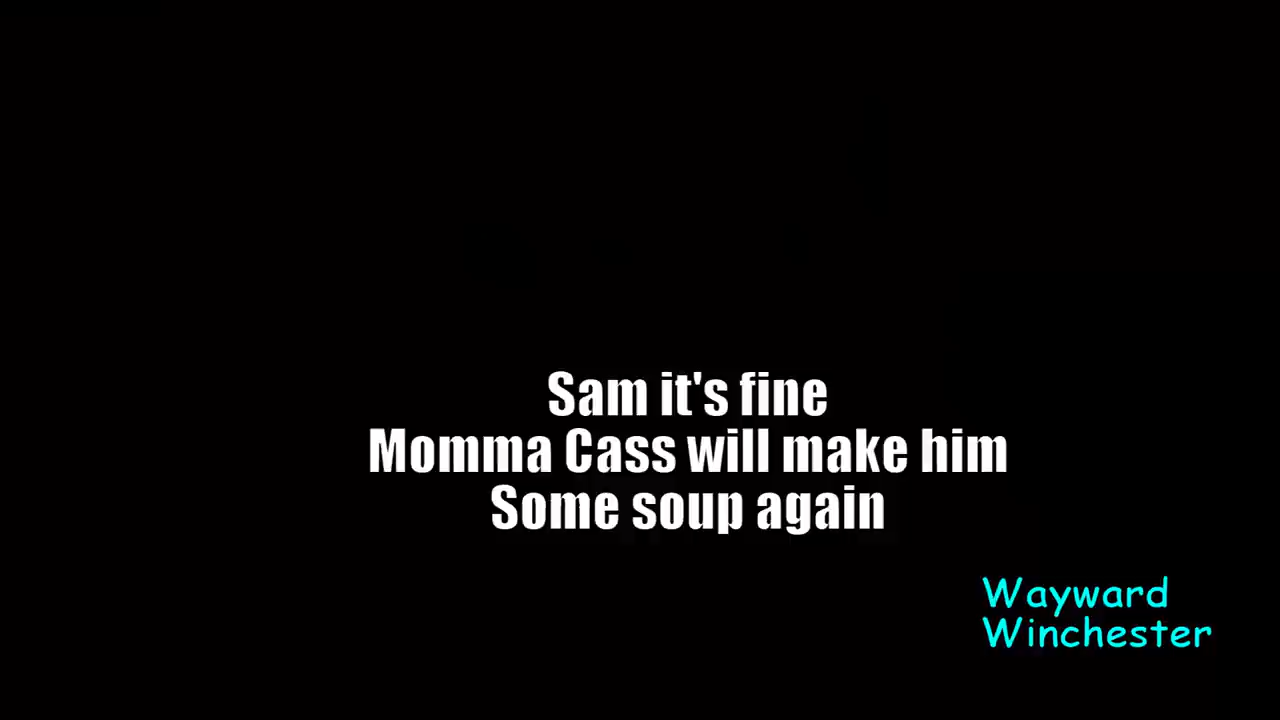 Sam it's fine
Momma Cass will make him
Some soup again
Wayward
Winchester